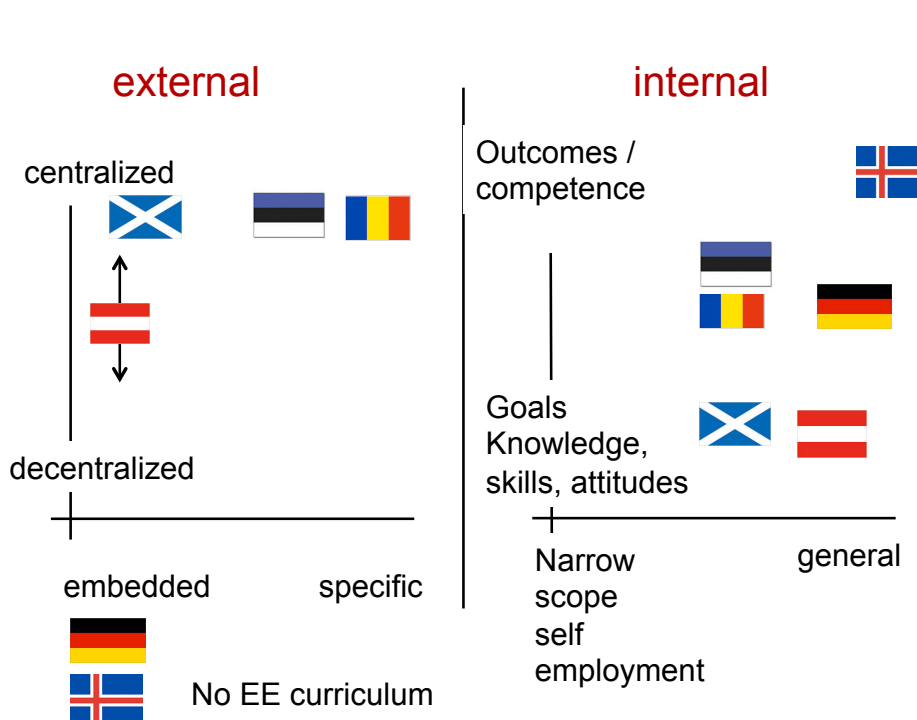 external
centralized
decentralized
embedded
specific
No EE curriculum
internal
Outcomes /
competence
Goals
Knowledge,
skills, attitudes
Narrow
scope
self
employment
general